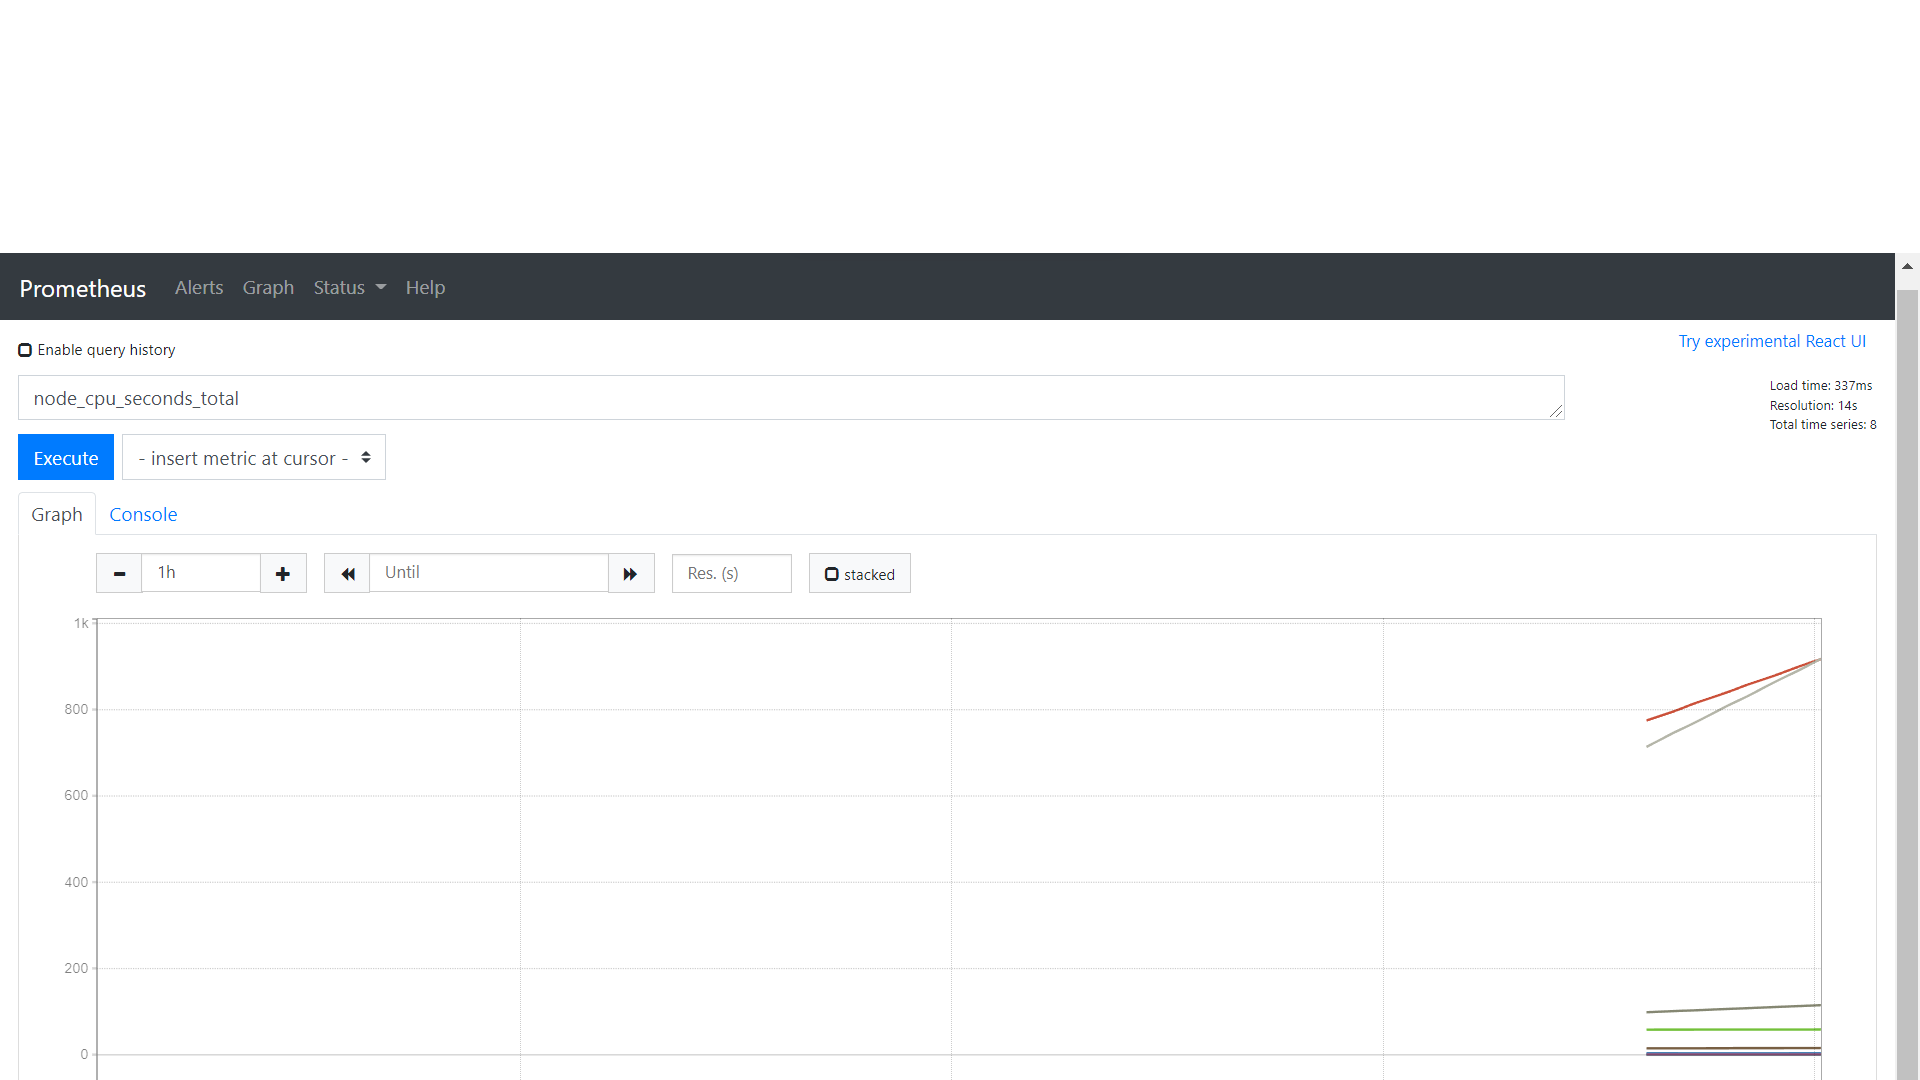 Prometheus Alerts Graph Status Help
Enable query history
Try experimental React UI
node_cpu_seconds_total
Load time: 337ms
Resolution: 14s
Total time series: 8
Execute - insert metric at cursor -
Graph Console
1h Until Res. (s) stacked
1k
800
600
400
200
0